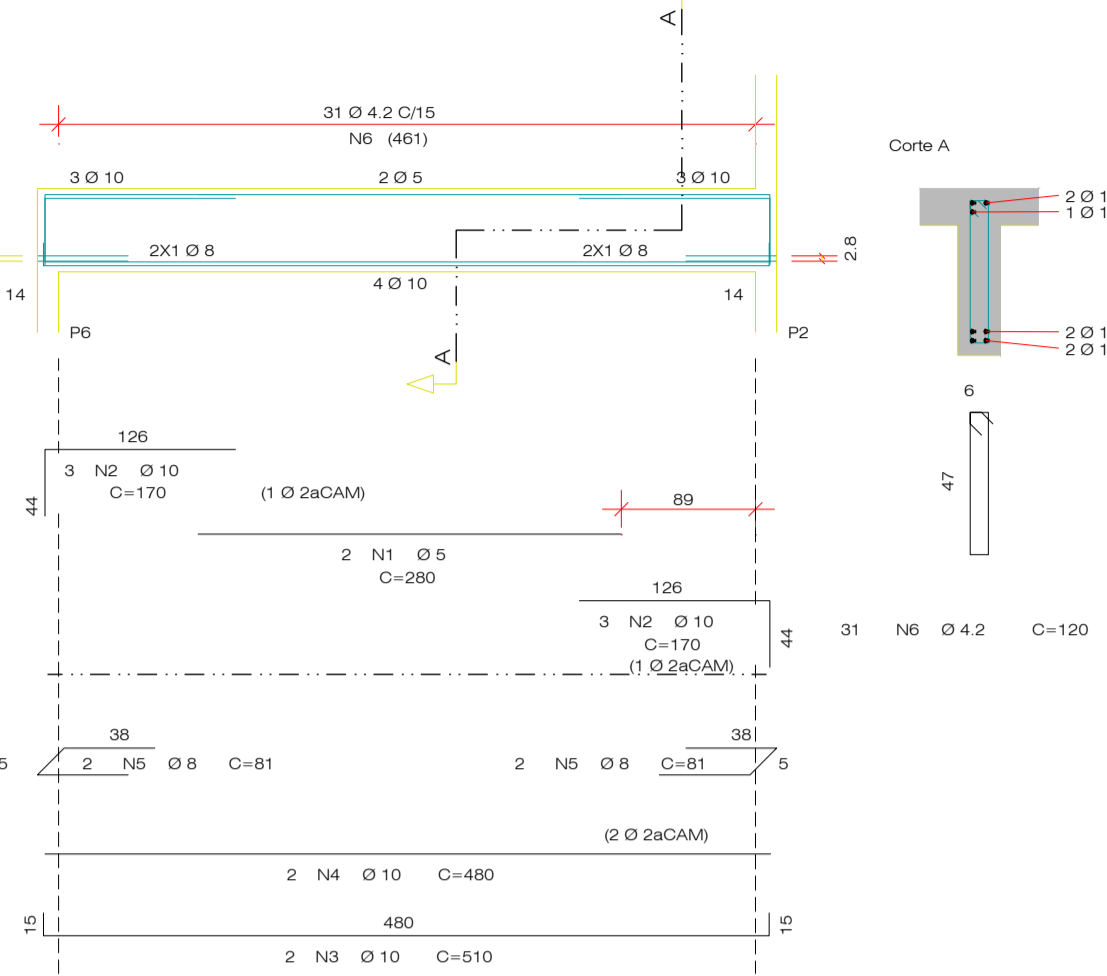 A
31 Ø 4.2 C/15
N6 (461)
Corte A
3 Ø 10
2 Ø 5
3 Ø 10
2 Ø 1
1 Ø 1
2X1 Ø 8
2X1 Ø 8
2.8
4 Ø 10
14
14
P6
P2
2 Ø 1
2 Ø 1
A
6
47
126
3 N2 Ø 10
C=170
(1 Ø 2aCAM)
44
89
2 N1 Ø 5
C=280
126
3 N2 Ø 10
C=170
(1 Ø 2aCAM)
44
31 N6 Ø 4.2 C=120
38
5
2 N5 Ø 8 C=81
38
2 N5 Ø 8 C=81
5
(2 Ø 2aCAM)
2 N4 Ø 10 C=480
15
480
15
2 N3 Ø 10 C=510